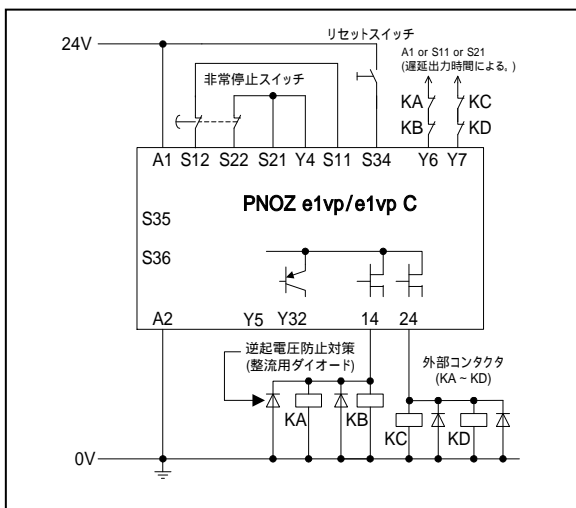 リセットスイッチ
24V
A1 or S11 or S21
(遅延出力時間による。)
非常停止スイッチ
KA
KC
KB
KD
A1 S12 S22 S21 Y4 S11 S34 Y6 Y7
PNOZ e1vp/e1vp C
S35
S36
A2 Y5 Y32 14 24
逆起電圧防止対策
(整流用ダイオード)
外部コンタクタ
(KA ~ KD)
KA KB
KC KD
0V